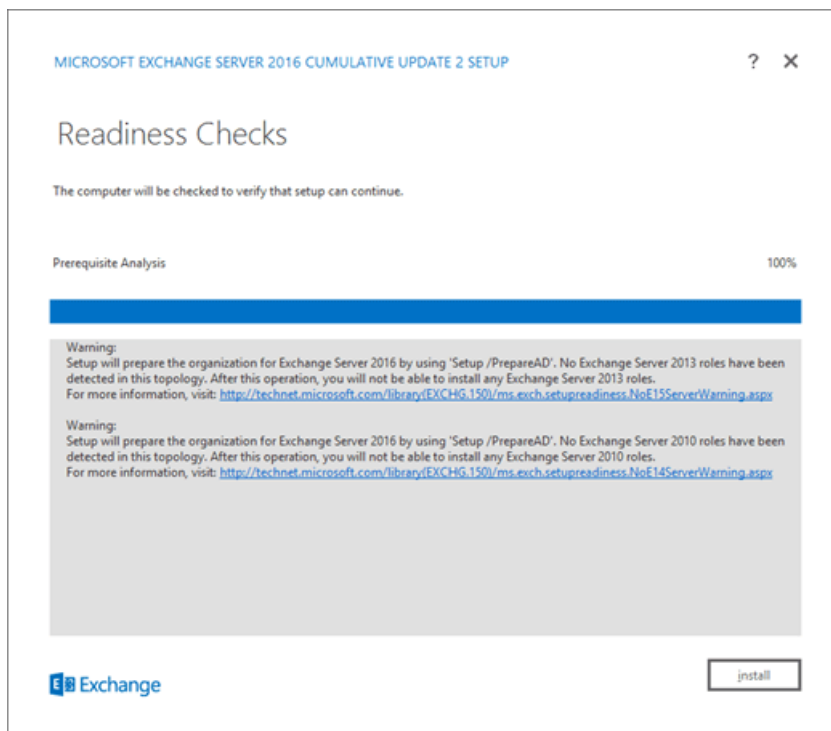 MICROSOFT EXCHANGE SERVER 2016 CUMULATIVE UPDATE 2 SETUP
? ✕
Readiness Checks
The computer will be checked to verify that setup can continue.
Prerequisite Analysis 100%
Warning:
Setup will prepare the organization for Exchange Server 2016 by using 'Setup /PrepareAD'. No Exchange Server 2013 roles have been
detected in this topology. After this operation, you will not be able to install any Exchange Server 2013 roles.
For more information, visit: http://technet.microsoft.com/library(EXCHG.150)/ms.exch.setupreadiness.NoE15ServerWarning.aspx
Warning:
Setup will prepare the organization for Exchange Server 2016 by using 'Setup /PrepareAD'. No Exchange Server 2010 roles have been
detected in this topology. After this operation, you will not be able to install any Exchange Server 2010 roles.
For more information, visit: http://technet.microsoft.com/library(EXCHG.150)/ms.exch.setupreadiness.NoE14ServerWarning.aspx
E Exchange
install